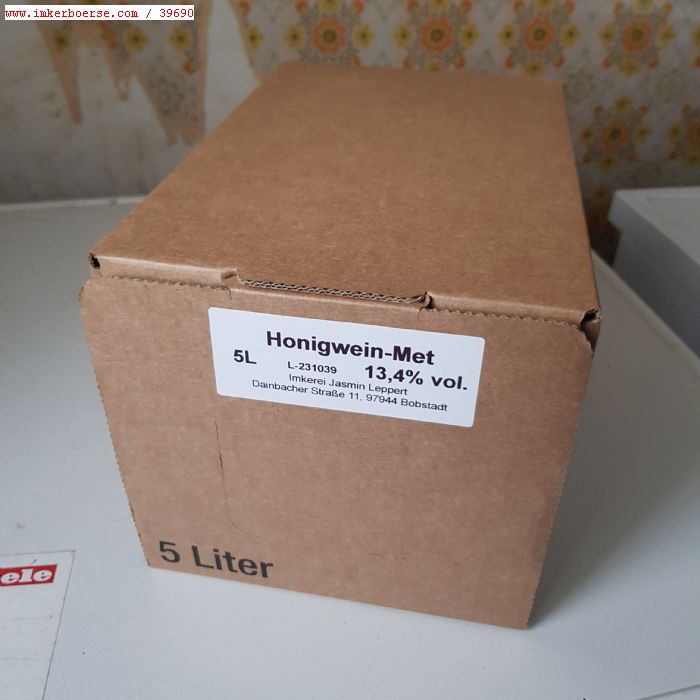 www.imkerboerse.com / 39690
Honigwein-Met
5L L-231039 13,4% vol.
Imkerei Jasmin Leppert
Dainbacher Straße 11, 97944 Bobstadt
5 Liter
ele